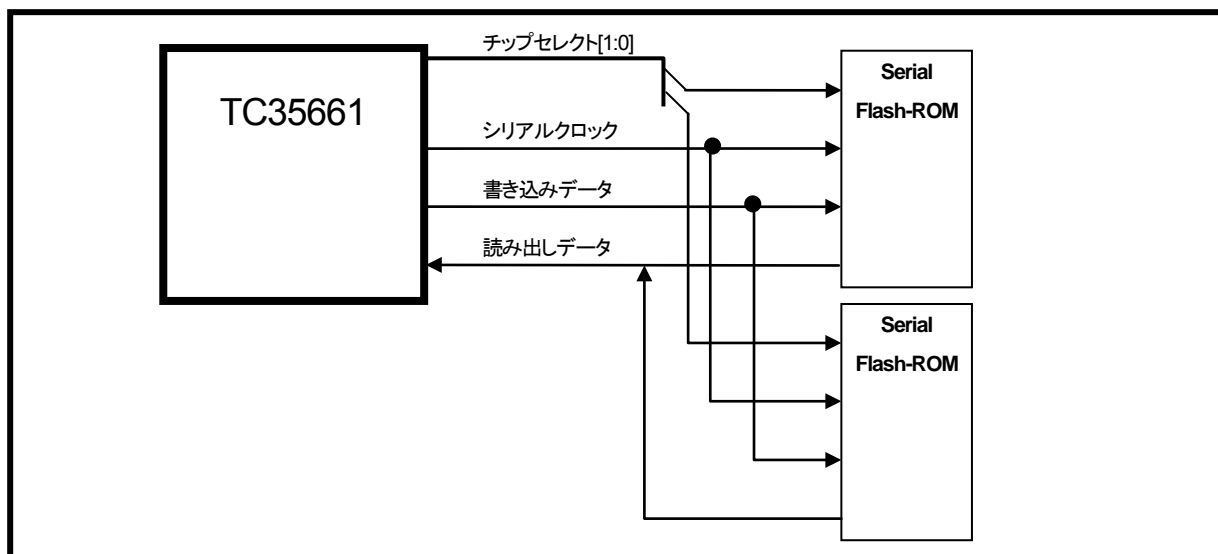 チップセレクト[1:0]
TC35661
シリアルクロック
書き込みデータ
読み出しデータ
Serial
Flash-ROM
Serial
Flash-ROM